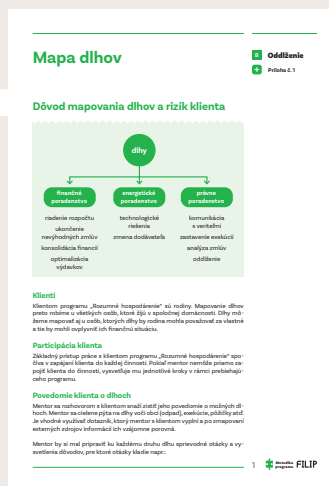 Mapa dlhov
B Oddlženie
+ Príloha č. 1
Dôvod mapovania dlhov a rizík klienta
dlhy
finančné
poradenstvo
energetické
poradenstvo
právne
poradenstvo
riadenie rozpočtu
ukončenie
nevýhodných zmlúv
konsolidácia financií
optimalizácia
výdavkov
technologické
riešenia
zmena dodávateľa
komunikácia
s veriteľmi
zastavenie exekúcií
analýza zmlúv
oddlženie
Klienti
Klientom programu „Rozumné hospodárenie“ sú rodiny. Mapovanie dlhov
preto robíme u všetkých osôb, ktoré žijú v spoločnej domácnosti. Dlhy mô-
žeme mapovať aj u osôb, ktorých dlhy by rodina mohla považovať za vlastné
a tie by mohli ovplyvniť ich finančnú situáciu.
Participácia klienta
Základný prístup práce s klientom programu „Rozumné hospodárenie“ spo-
číva v zapájaní klienta do každej činnosti. Pokiaľ mentor nemôže priamo za-
pojiť klienta do činnosti, vysvetľuje mu jednotlivé kroky v rámci prebiehajú-
ceho programu.
Povedomie klienta o dlhoch
Mentor sa rozhovorom s klientom snaží zistiť jeho povedomie o možných dl-
hoch. Mentor sa cielene pýta na dlhy voči obci (odpad), exekúcie, pôžičky atď.
Je vhodné využívať dotazník, ktorý mentor s klientom vyplní a po zmapovaní
externých zdrojov informácií ich vzájomne porovná.
Mentor by si mal pripraviť ku každému druhu dlhu sprievodné otázky a vy-
svetlenia dôvodov, pre ktoré otázky kladie napr.:
1 Metodika
programu FILIP